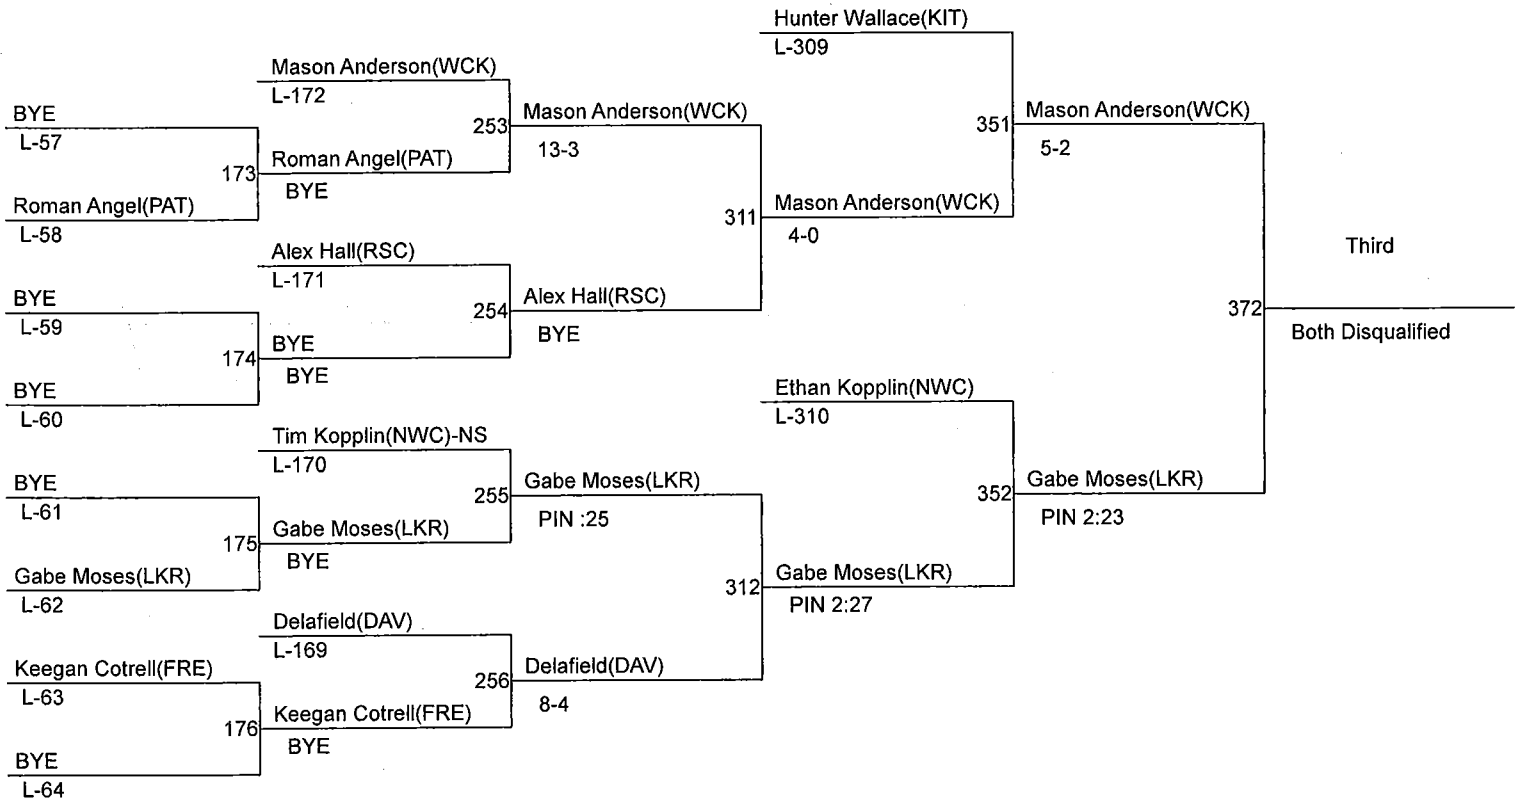 Hunter Wallace(KIT)
L-309
Mason Anderson(WCK)
L-172
BYE
L-57
253
Mason Anderson(WCK)
13-3
351
Mason Anderson(WCK)
5-2
173
Roman Angel(PAT)
BYE
Roman Angel(PAT)
L-58
311
Mason Anderson(WCK)
4-0
Alex Hall(RSC)
L-171
Third
BYE
L-59
254
Alex Hall(RSC)
BYE
372
Both Disqualified
174
BYE
BYE
BYE
L-60
Ethan Kopplin(NWC)
L-310
Tim Kopplin(NWC)-NS
L-170
BYE
L-61
255
Gabe Moses(LKR)
PIN :25
352
Gabe Moses(LKR)
PIN 2:23
175
Gabe Moses(LKR)
BYE
Gabe Moses(LKR)
L-62
312
Gabe Moses(LKR)
PIN 2:27
Delafield(DAV)
L-169
Keegan Cotrell(FRE)
L-63
256
Delafield(DAV)
8-4
176
Keegan Cotrell(FRE)
BYE
BYE
L-64